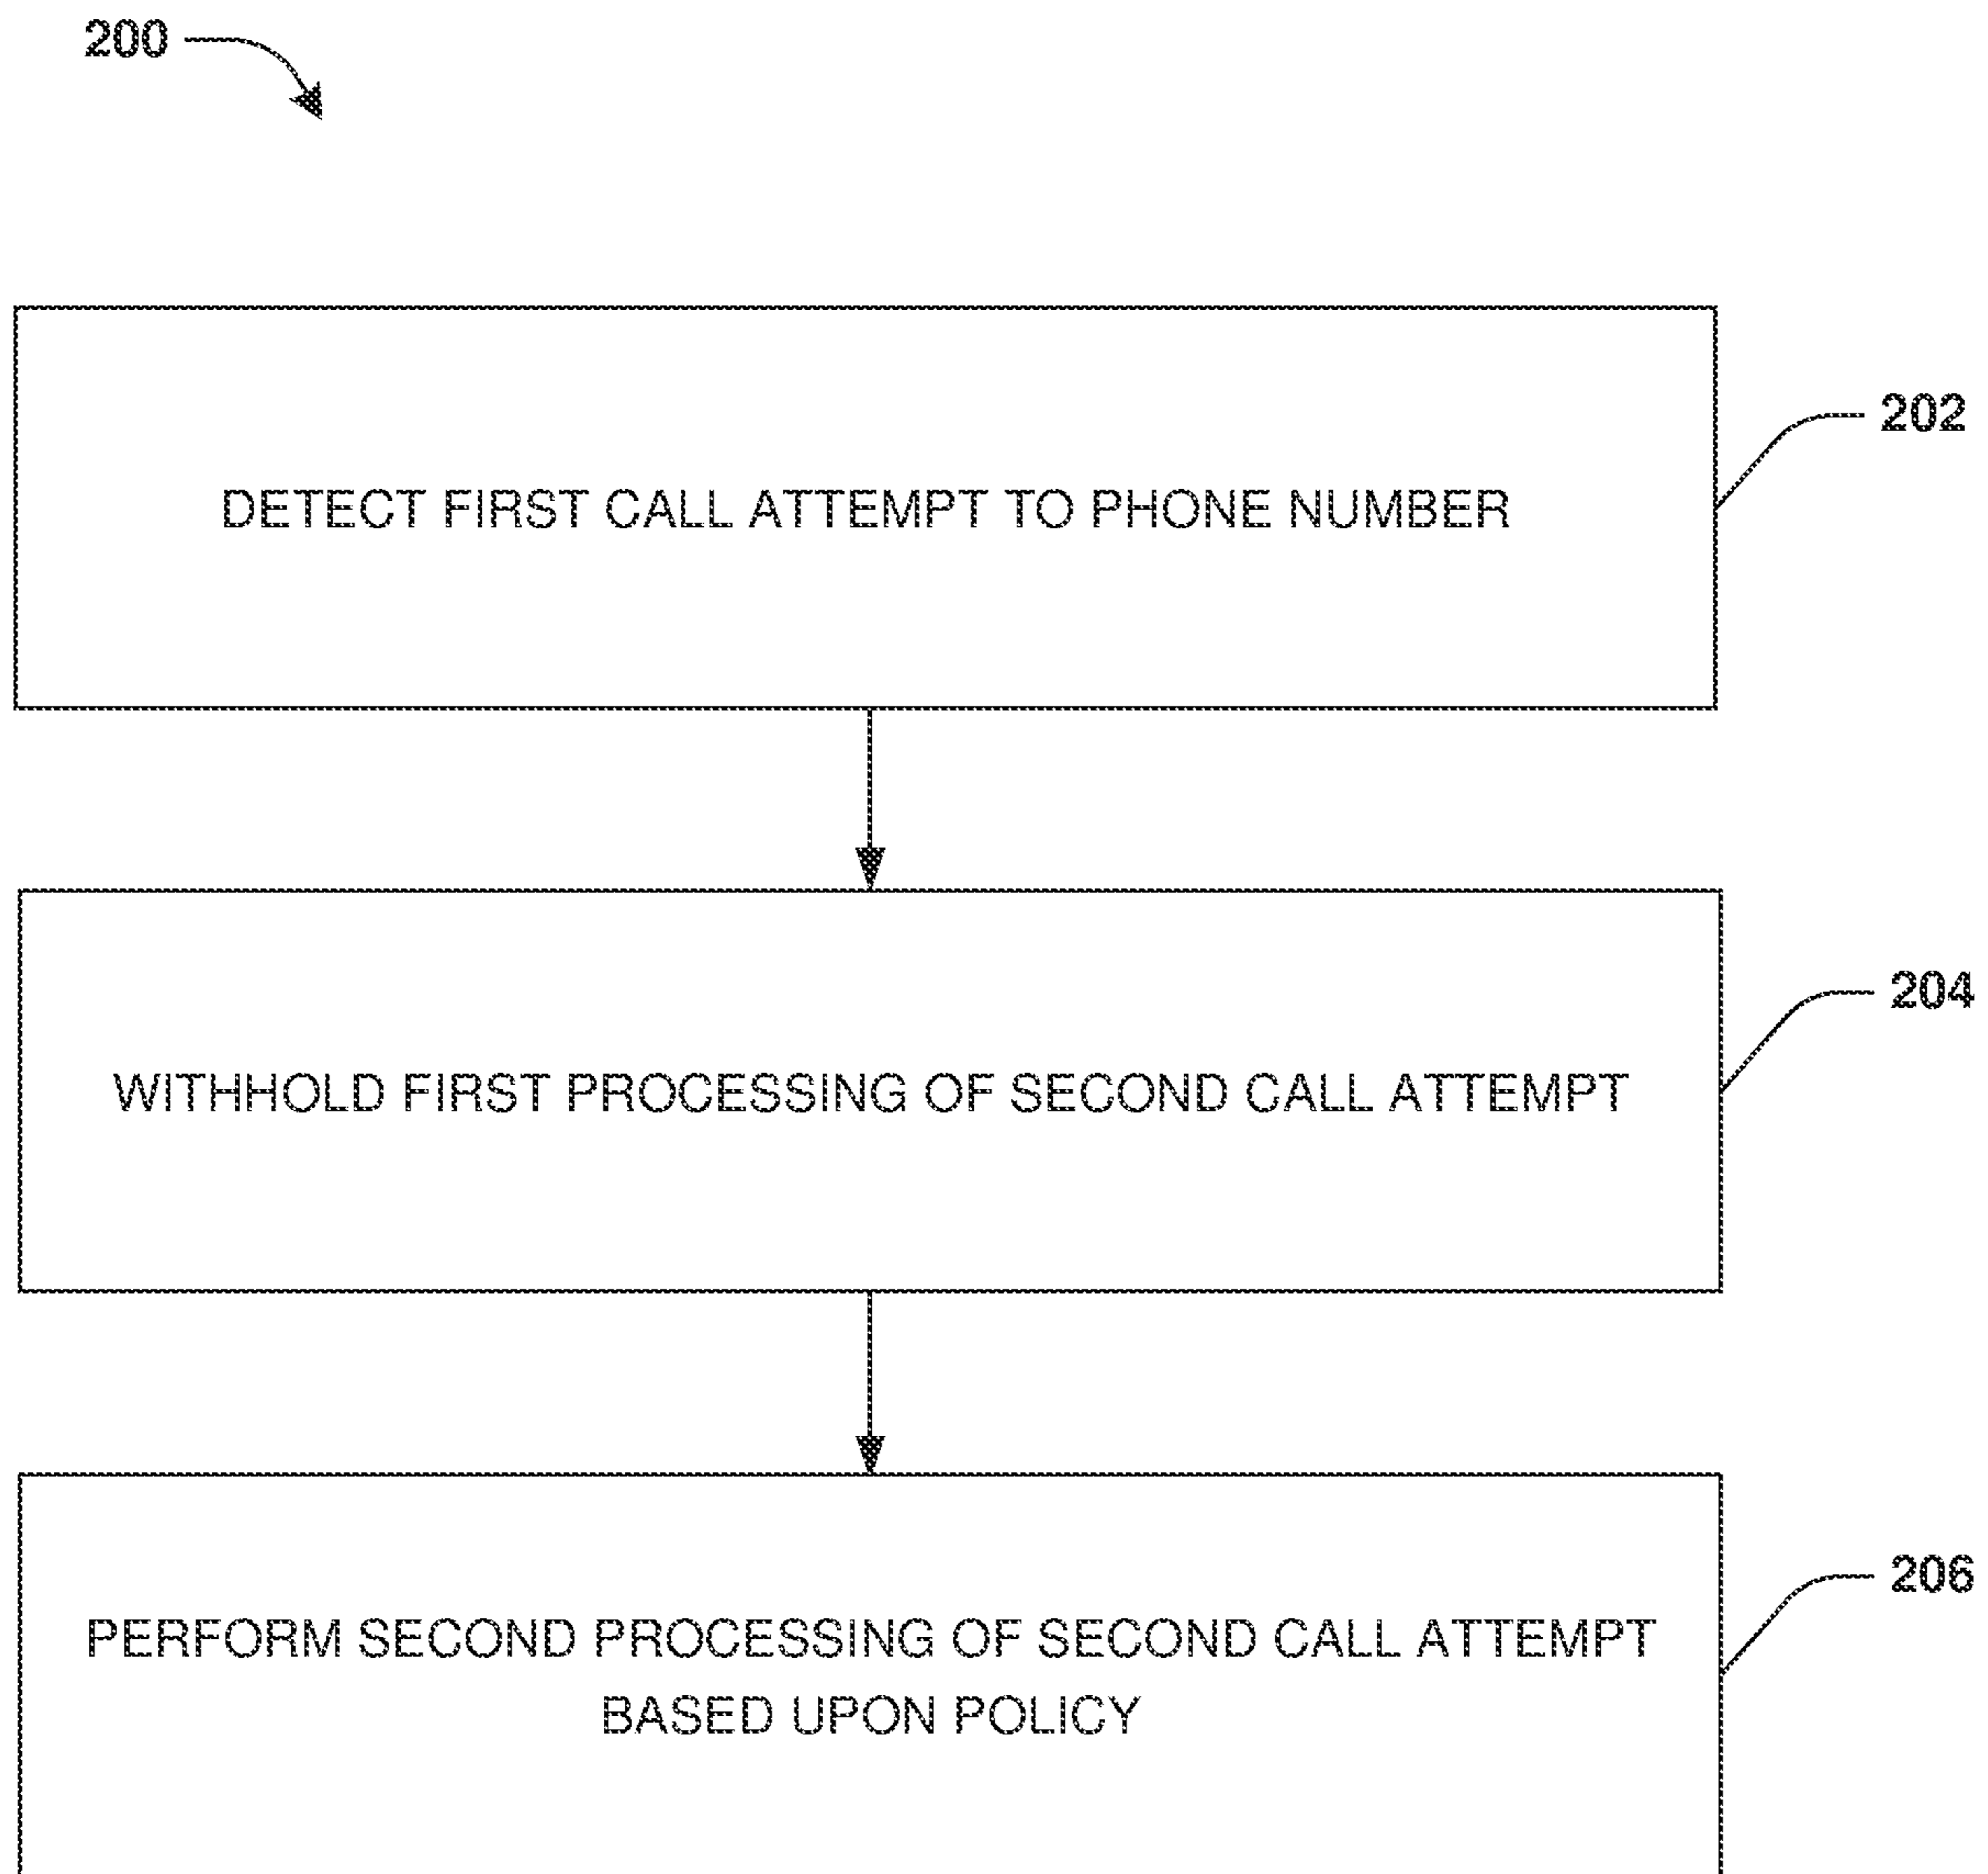 200
DETECT FIRST CALL ATTEMPT TO PHONE NUMBER
202
WITHHOLD FIRST PROCESSING OF SECOND CALL ATTEMPT
204
PERFORM SECOND PROCESSING OF SECOND CALL ATTEMPT
BASED UPON POLICY
206